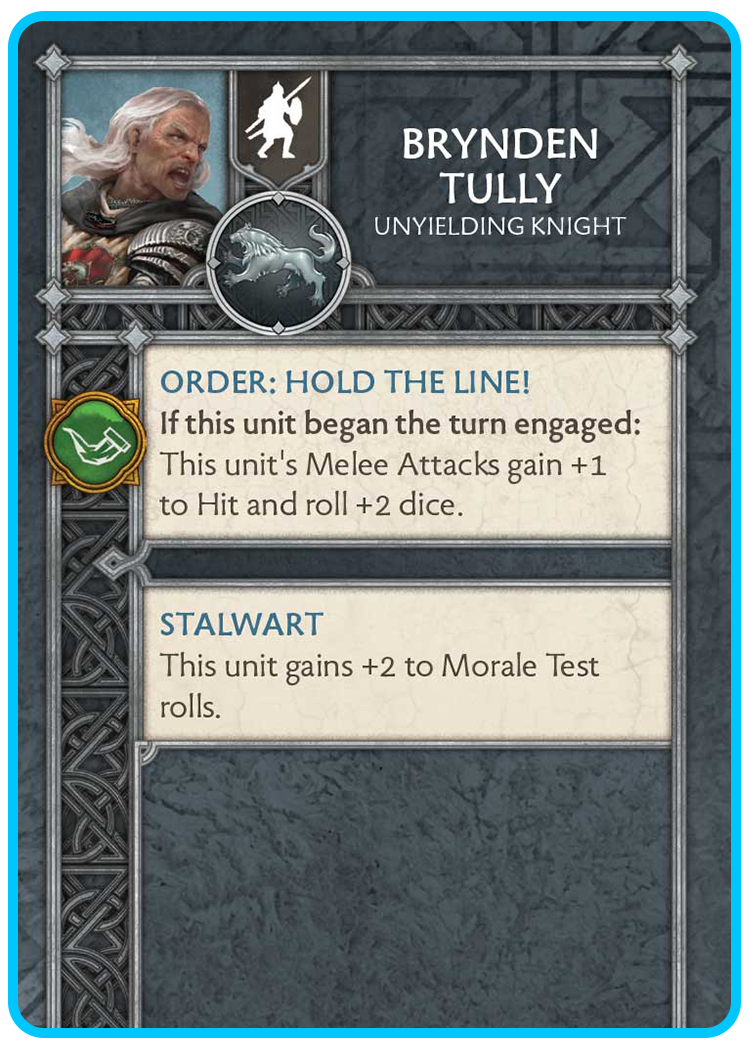 BRYNDEN
TULLY
UNYIELDING KNIGHT
ORDER: HOLD THE LINE!
If this unit began the turn engaged:
This unit's Melee Attacks gain +1
to Hit and roll +2 dice.
STALWART
This unit gains +2 to Morale Test
rolls.